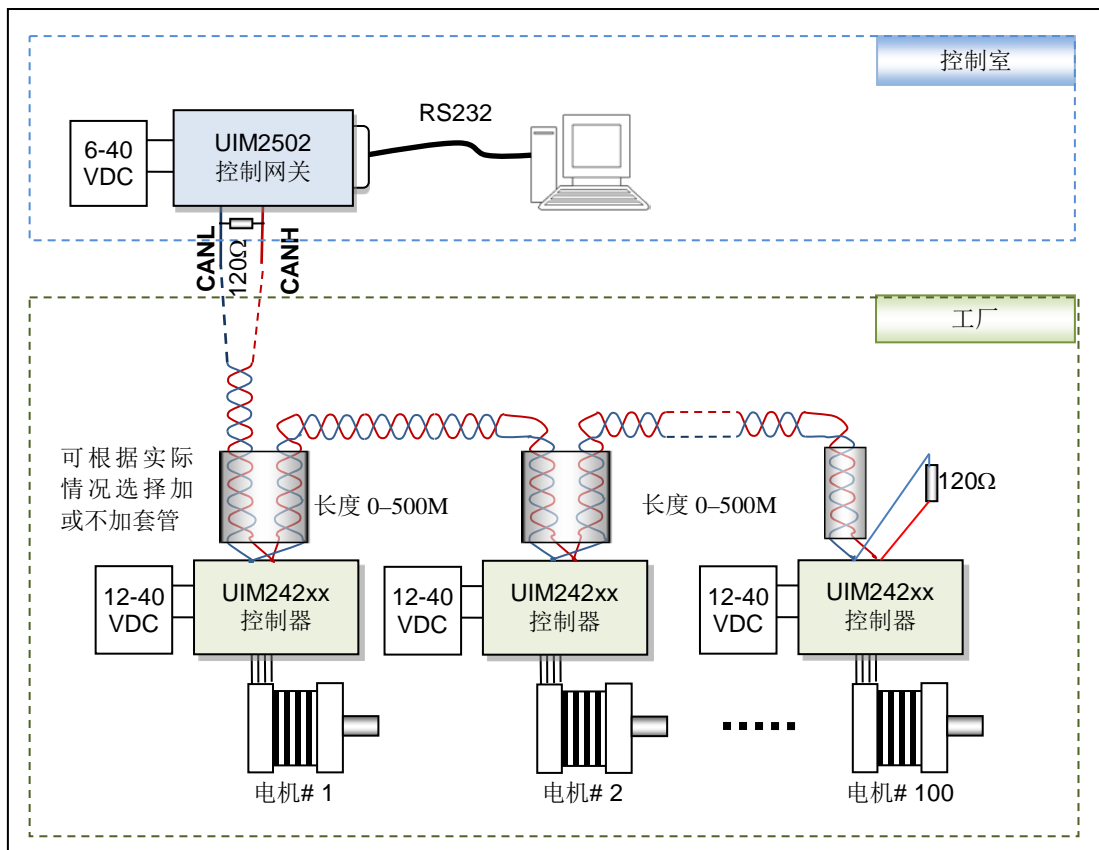 控制室
RS232
6-40
VDC
UIM2502
控制网关
CANL
120Ω
CANH
工厂
可根据实际
情况选择加
或不加套管
长度 0–500M
长度 0–500M
120Ω
12-40
VDC
UIM242xx
控制器
12-40
VDC
UIM242xx
控制器
12-40
VDC
UIM242xx
控制器
电机# 1
电机# 2
电机# 100